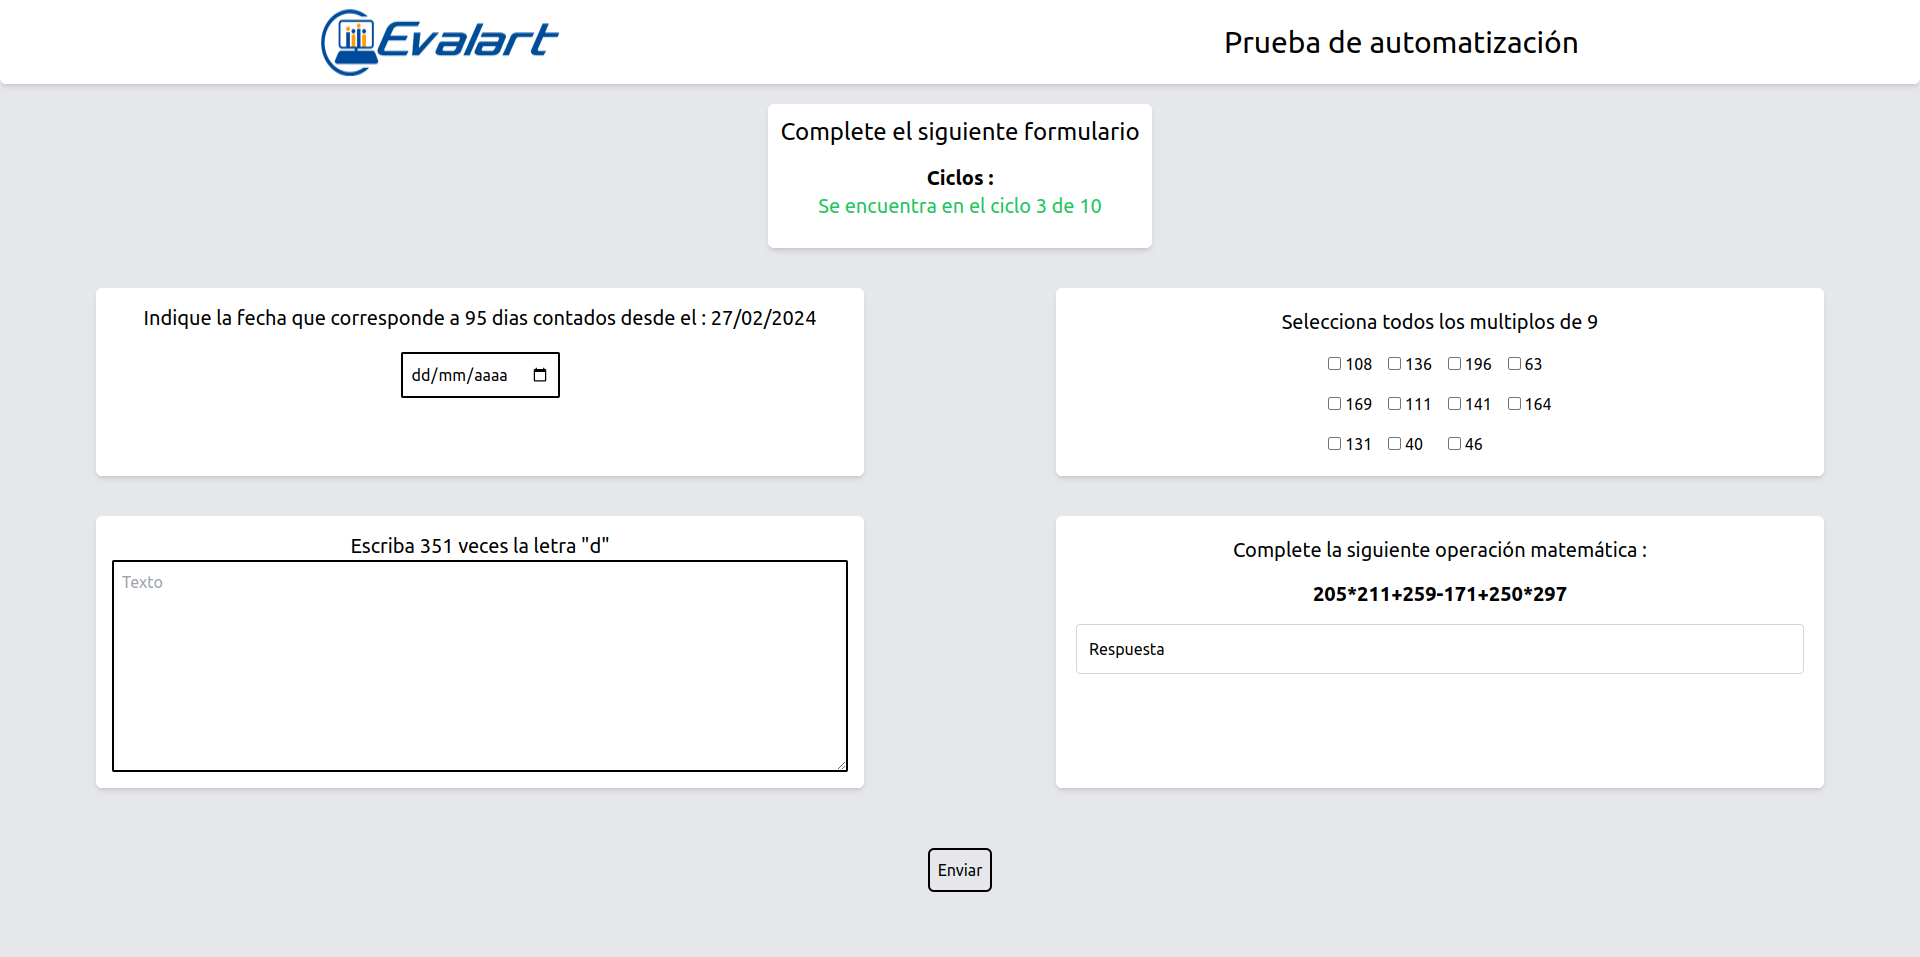 Evalart
Prueba de automatización
Complete el siguiente formulario
Ciclos :
Se encuentra en el ciclo 3 de 10
Indique la fecha que corresponde a 95 dias contados desde el : 27/02/2024
dd/mm/aaaa
Selecciona todos los multiplos de 9
108 136 196 63
169 111 141 164
131 40 46
Escriba 351 veces la letra "d"
Texto
Complete la siguiente operación matemática :
205*211+259-171+250*297
Respuesta
Enviar